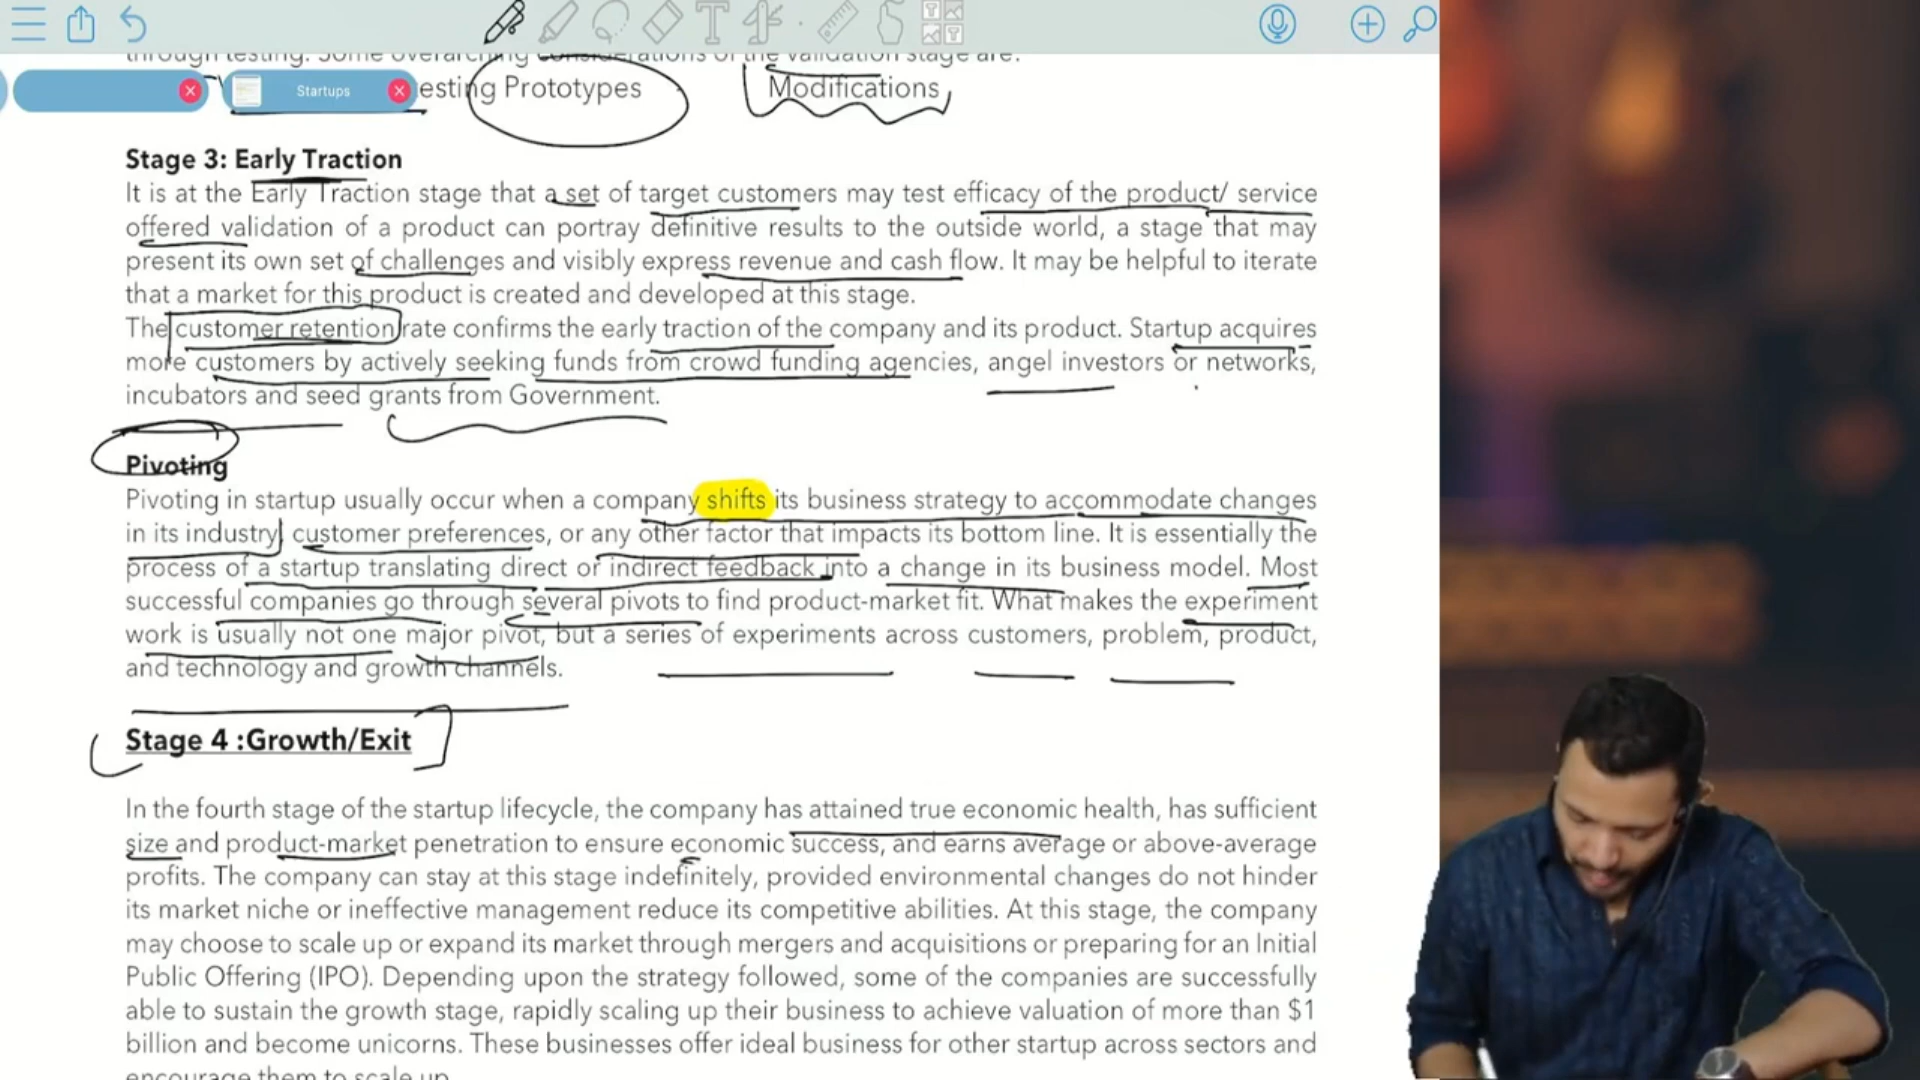 through testing. Some overarching considerations of the validation stage are:
Startups
esting Prototypes Modifications
Stage 3: Early Traction
It is at the Early Traction stage that a set of target customers may test efficacy of the product/ service
offered validation of a product can portray definitive results to the outside world, a stage that may
present its own set of challenges and visibly express revenue and cash flow. It may be helpful to iterate
that a market for this product is created and developed at this stage.
The customer retention rate confirms the early traction of the company and its product. Startup acquires
more customers by actively seeking funds from crowd funding agencies, angel investors or networks,
incubators and seed grants from Government.
Pivoting
Pivoting in startup usually occur when a company shifts its business strategy to accommodate changes
in its industry, customer preferences, or any other factor that impacts its bottom line. It is essentially the
process of a startup translating direct or indirect feedback into a change in its business model. Most
successful companies go through several pivots to find product-market fit. What makes the experiment
work is usually not one major pivot, but a series of experiments across customers, problem, product,
and technology and growth channels.
Stage 4 :Growth/Exit
In the fourth stage of the startup lifecycle, the company has attained true economic health, has sufficient
size and product-market penetration to ensure economic success, and earns average or above-average
profits. The company can stay at this stage indefinitely, provided environmental changes do not hinder
its market niche or ineffective management reduce its competitive abilities. At this stage, the company
may choose to scale up or expand its market through mergers and acquisitions or preparing for an Initial
Public Offering (IPO). Depending upon the strategy followed, some of the companies are successfully
able to sustain the growth stage, rapidly scaling up their business to achieve valuation of more than $1
billion and become unicorns. These businesses offer ideal business for other startup across sectors and
encourage them to scale up.